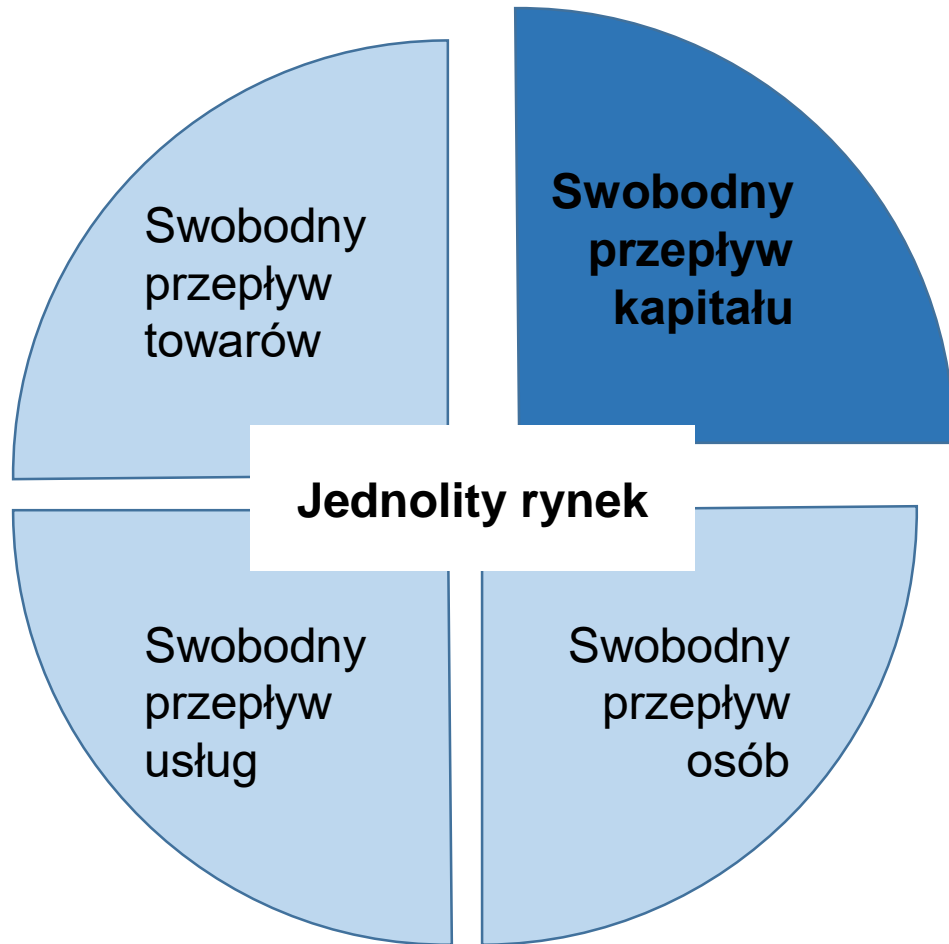 Swobodny
przepływ
towarów
Swobodny
przepływ
kapitału
Jednolity rynek
Swobodny
przepływ
usług
Swobodny
przepływ
osób